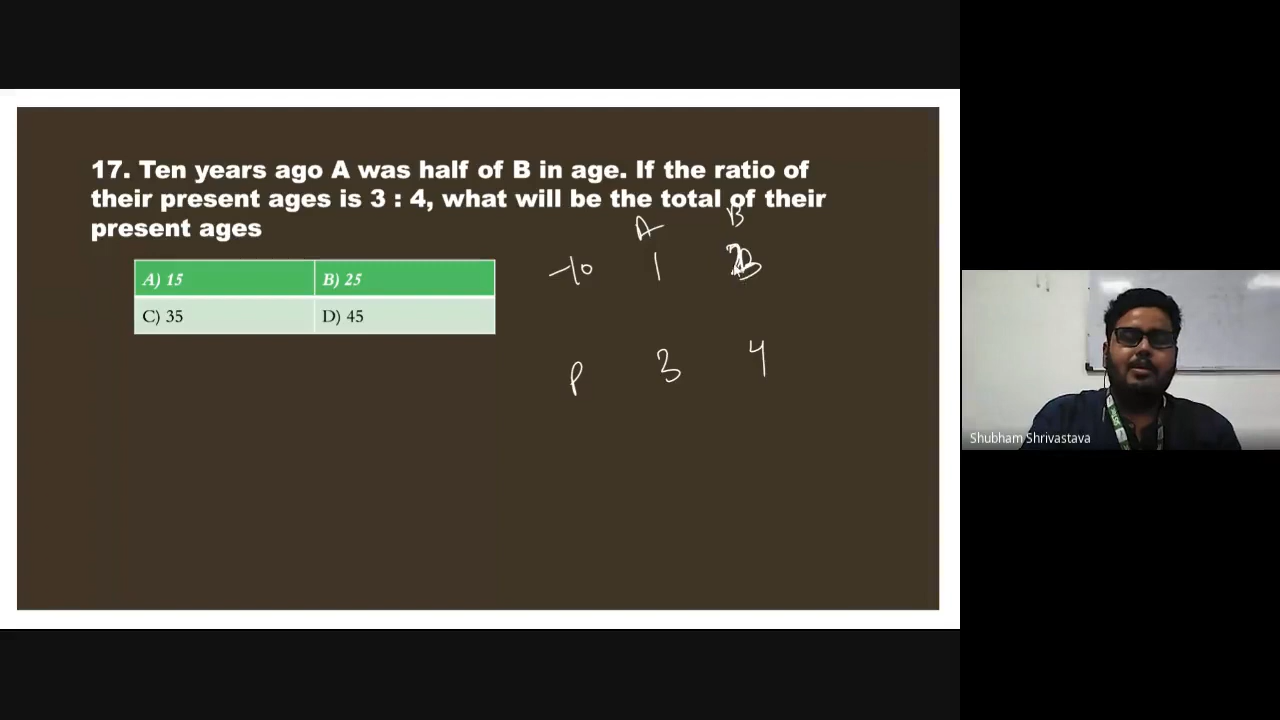 17. Ten years ago A was half of B in age. If the ratio of
their present ages is 3 : 4, what will be the total of their
present ages
A) 15 B) 25
C) 35 D) 45
A B
-10 1
P 3 4
Shubham Shrivastava